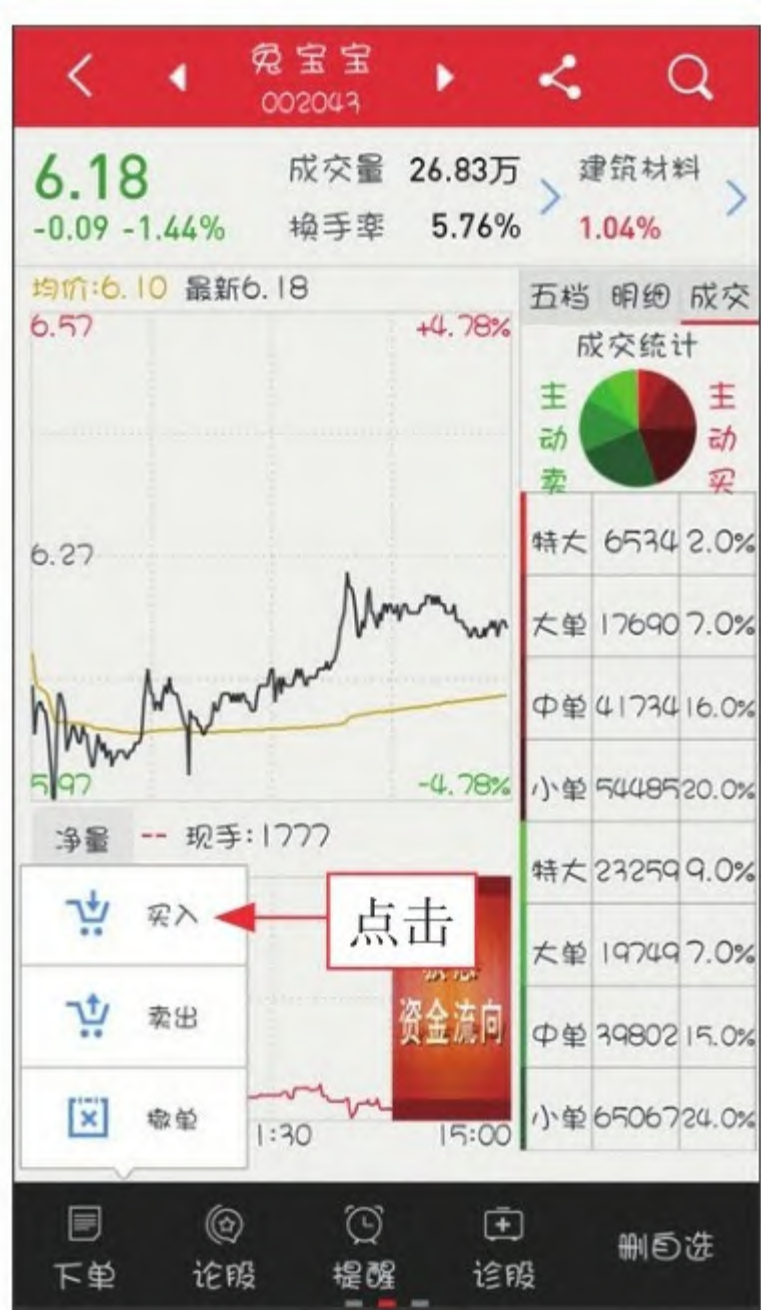 兔宝宝
002043
6.18
-0.09 -1.44%
成交量 26.83万
换手率 5.76%
建筑材料
1.04%
均价:6.10 最新6.18
五档 明细 成交
6.57 +4.78%
成交统计
主动卖
主动买
6.27
5.97 -4.78%
特大 6534 2.0%
大单 17690 7.0%
中单 41734 16.0%
小单 54485 20.0%
特大 23259 9.0%
大单 19749 7.0%
中单 39802 15.0%
小单 65067 24.0%
净量 -- 现手:1777
买入
点击
卖出
资金流向
撤单
1:30 15:00
下单 论股 提醒 诊股 删自选